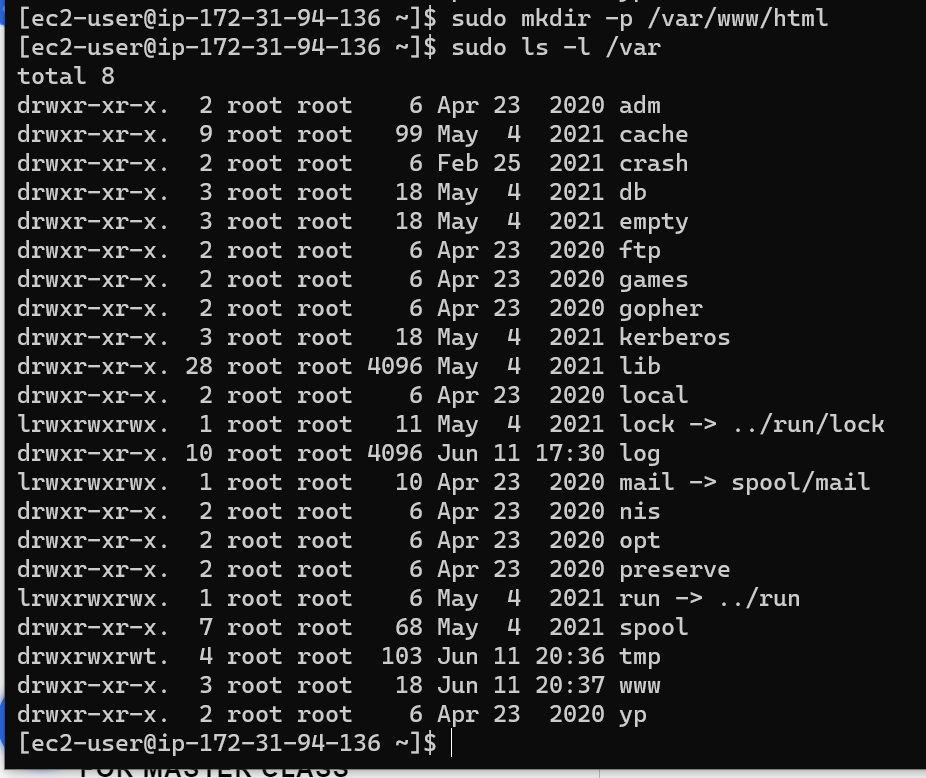 [ec2-user@ip-172-31-94-136 ~]$ sudo mkdir -p /var/www/html
[ec2-user@ip-172-31-94-136 ~]$ sudo ls -l /var
total 8
drwxr-xr-x.  2 root root    6 Apr 23  2020 adm
drwxr-xr-x.  9 root root   99 May  4  2021 cache
drwxr-xr-x.  2 root root    6 Feb 25  2021 crash
drwxr-xr-x.  3 root root   18 May  4  2021 db
drwxr-xr-x.  3 root root   18 May  4  2021 empty
drwxr-xr-x.  2 root root    6 Apr 23  2020 ftp
drwxr-xr-x.  2 root root    6 Apr 23  2020 games
drwxr-xr-x.  2 root root    6 Apr 23  2020 gopher
drwxr-xr-x.  3 root root   18 May  4  2021 kerberos
drwxr-xr-x. 28 root root 4096 May  4  2021 lib
drwxr-xr-x.  2 root root    6 Apr 23  2020 local
lrwxrwxrwx.  1 root root   11 May  4  2021 lock -> ../run/lock
drwxr-xr-x. 10 root root 4096 Jun 11 17:30 log
lrwxrwxrwx.  1 root root   10 Apr 23  2020 mail -> spool/mail
drwxr-xr-x.  2 root root    6 Apr 23  2020 nis
drwxr-xr-x.  2 root root    6 Apr 23  2020 opt
drwxr-xr-x.  2 root root    6 Apr 23  2020 preserve
lrwxrwxrwx.  1 root root    6 May  4  2021 run -> ../run
drwxr-xr-x.  7 root root   68 May  4  2021 spool
drwxrwxrwt.  4 root root  103 Jun 11 20:36 tmp
drwxr-xr-x.  3 root root   18 Jun 11 20:37 www
drwxr-xr-x.  2 root root    6 Apr 23  2020 yp
[ec2-user@ip-172-31-94-136 ~]$
FOR MASTER CLASS